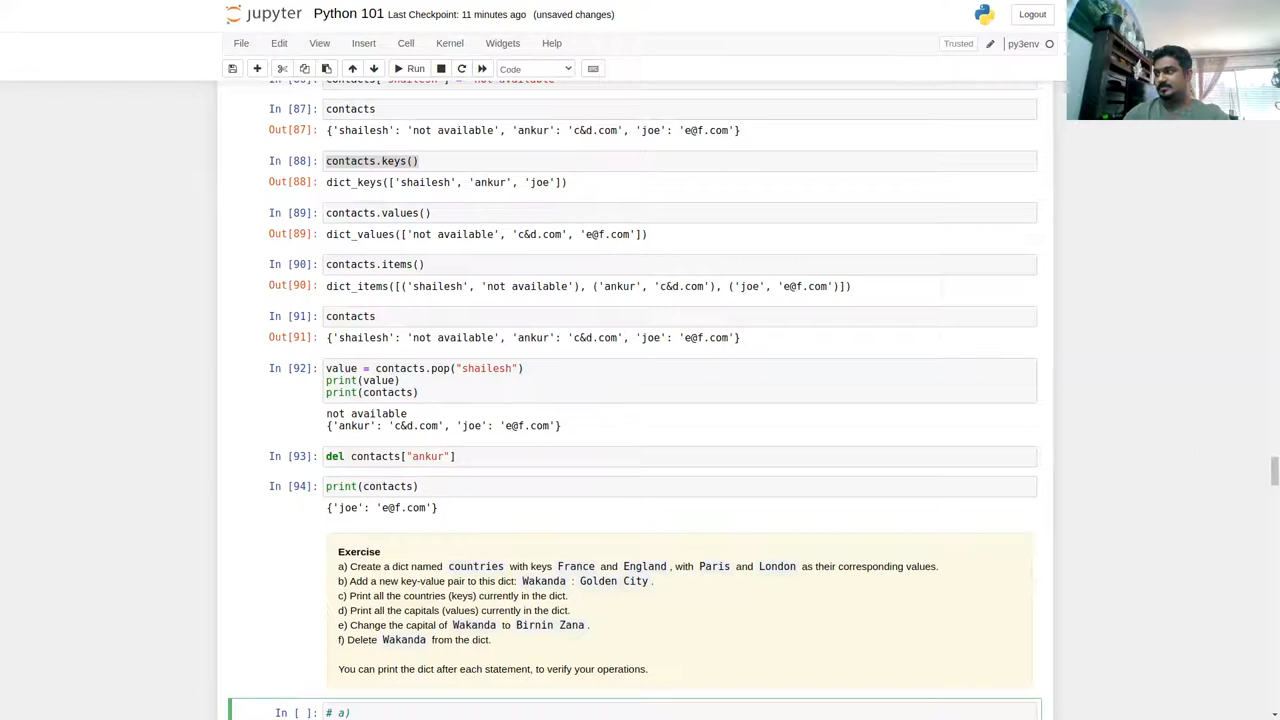 jupyter Python 101 Last Checkpoint: 11 minutes ago (unsaved changes) Logout
File Edit View Insert Cell Kernel Widgets Help Trusted py3env
Run Code
contacts["shailesh"] = "not available"
In [87]: contacts
Out[87]: {'shailesh': 'not available', 'ankur': 'c&d.com', 'joe': 'e@f.com'}
In [88]: contacts.keys()
Out[88]: dict_keys(['shailesh', 'ankur', 'joe'])
In [89]: contacts.values()
Out[89]: dict_values(['not available', 'c&d.com', 'e@f.com'])
In [90]: contacts.items()
Out[90]: dict_items([('shailesh', 'not available'), ('ankur', 'c&d.com'), ('joe', 'e@f.com')])
In [91]: contacts
Out[91]: {'shailesh': 'not available', 'ankur': 'c&d.com', 'joe': 'e@f.com'}
In [92]: value = contacts.pop("shailesh")
print(value)
print(contacts)
not available
{'ankur': 'c&d.com', 'joe': 'e@f.com'}
In [93]: del contacts["ankur"]
In [94]: print(contacts)
{'joe': 'e@f.com'}
Exercise
a) Create a dict named countries with keys France and England, with Paris and London as their corresponding values.
b) Add a new key-value pair to this dict: Wakanda : Golden City.
c) Print all the countries (keys) currently in the dict.
d) Print all the capitals (values) currently in the dict.
e) Change the capital of Wakanda to Birnin Zana.
f) Delete Wakanda from the dict.
You can print the dict after each statement, to verify your operations.
In [ ]: # a)